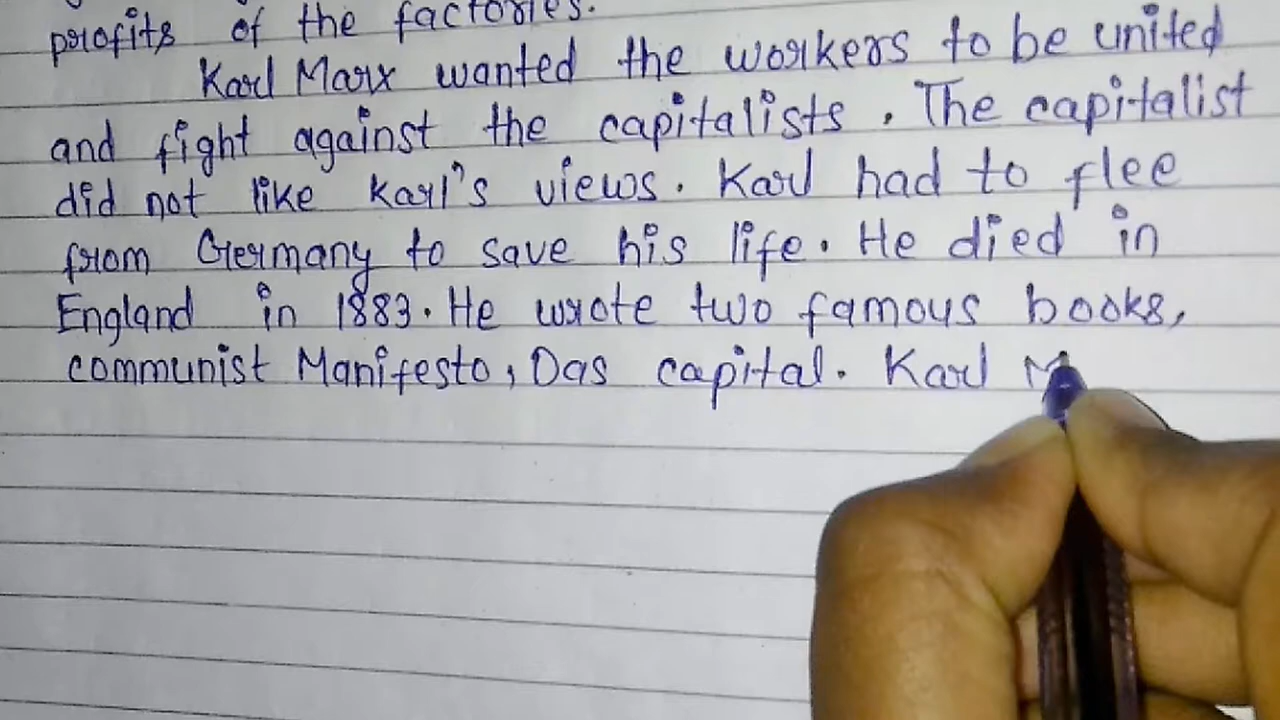 profits of the factories.
Karl Marx wanted the workers to be united
and fight against the capitalists. The capitalist
did not like Karl's views. Karl had to flee
from Germany to save his life. He died in
England in 1883. He wrote two famous books,
communist Manifesto, Das capital. Karl M